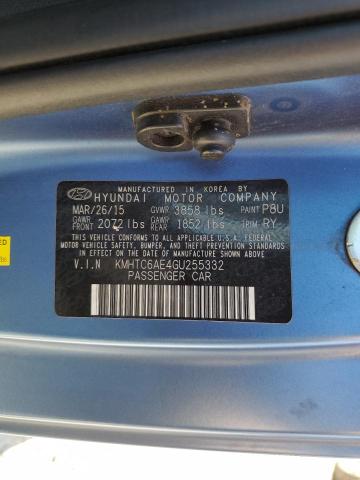 MANUFACTURED IN KOREA BY
HYUNDAI MOTOR COMPANY
MAR/26/15 GVWR 3858 lbs PAINT P8U
GAWR FRONT 2072 lbs GAWR REAR 1852 lbs TRIM RY
THIS VEHICLE CONFORMS TO ALL APPLICABLE U.S.A. FEDERAL
MOTOR VEHICLE SAFETY, BUMPER, AND THEFT PREVENTION STANDARDS
IN EFFECT ON THE DATE OF MANUFACTURE SHOWN ABOVE.
V.I.N KMHTC6AE4GU255332
PASSENGER CAR